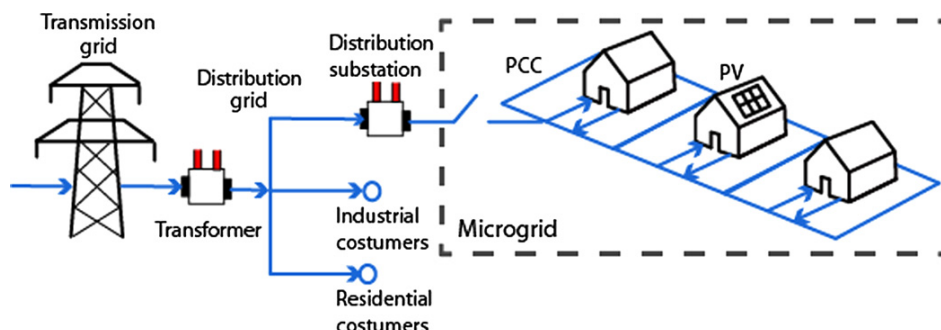 Transmission
grid
Transformer
Distribution
grid
Distribution
substation
Industrial
costumers
Residential
costumers
PCC
PV
Microgrid